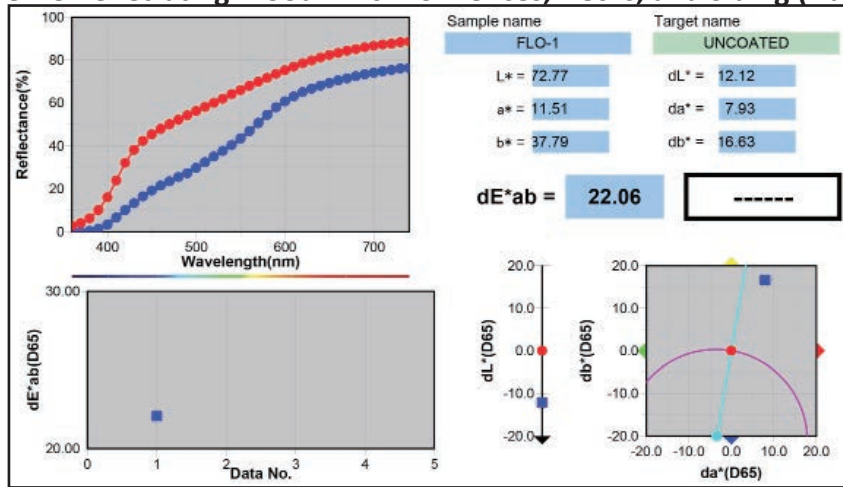 Sample name
Target name
FLO-1
UNCOATED
L* = 72.77
dL* = 12.12
a* = 11.51
da* = 7.93
b* = 37.79
db* = 16.63
dE*ab = 22.06
------
Reflectance(%)
100
80
60
40
20
0
400
500
600
700
Wavelength(nm)
dE*ab(D65)
30.00
20.00
0
1
2
3
4
5
Data No.
dL*(D65)
20.0
10.0
0.0
-10.0
-20.0
db*(D65)
20.0
10.0
0.0
-10.0
-20.0
-20.0
-10.0
0.0
10.0
20.0
da*(D65)